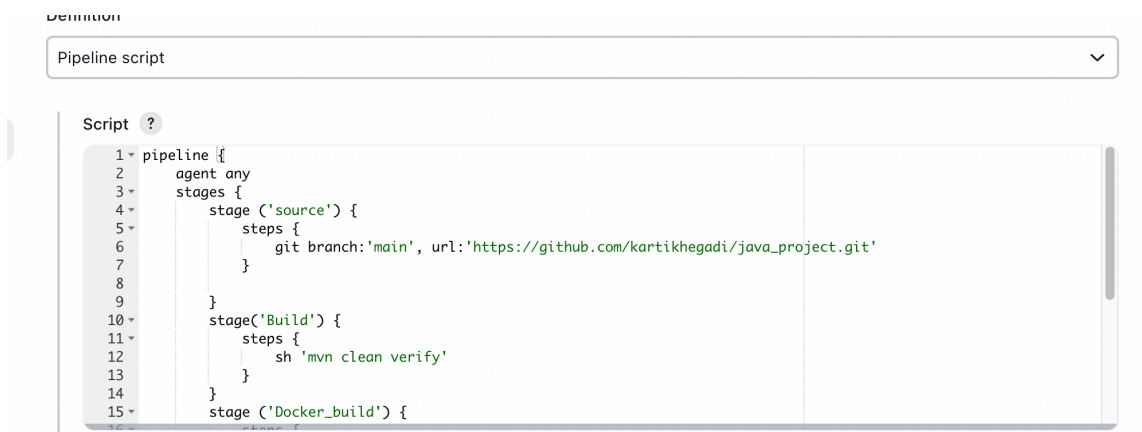 Definition
Pipeline script
Script ?
1 pipeline {
2 agent any
3 stages {
4 stage ('source') {
5 steps {
6 git branch:'main', url:'https://github.com/kartikhegadi/java_project.git'
7 }
8
9 }
10 stage('Build') {
11 steps {
12 sh 'mvn clean verify'
13 }
14 }
15 stage ('Docker_build') {
16 steps {